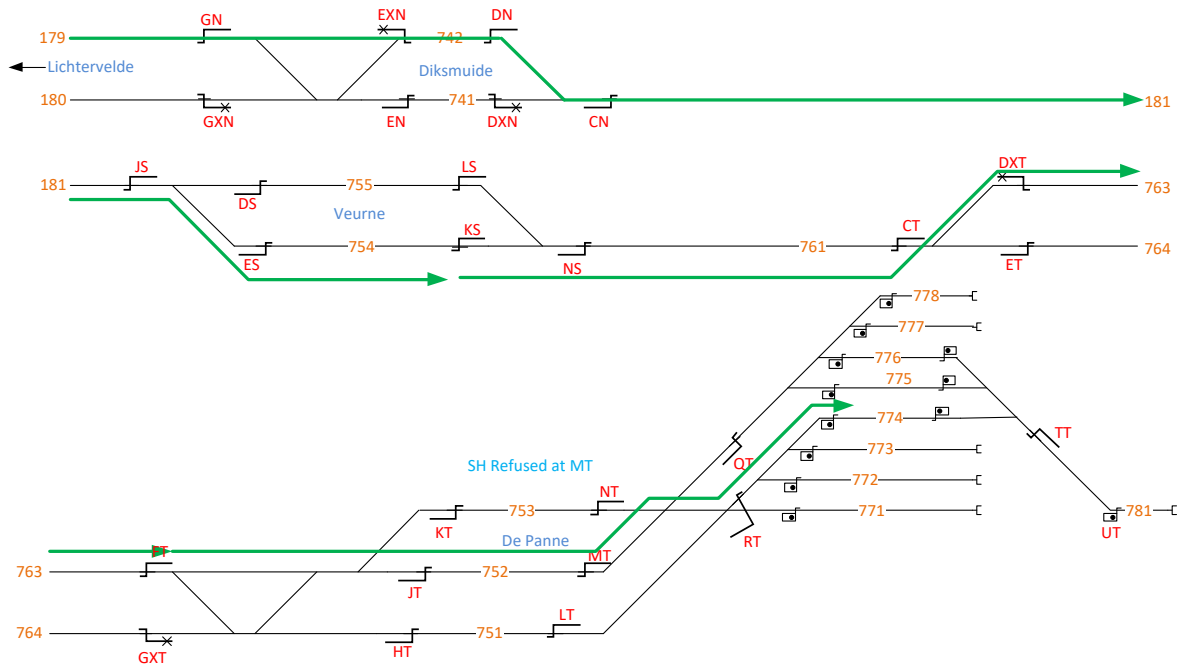 GN EXN DN
179 742
Lichtervelde Diksmuide
180 741 181
GXN EN DXN CN
JS LS DXT
181 755 763
DS Veurne
KS CT
754 761 764
ES NS ET
778
777
776
775
774
TT
773
QT
SH Refused at MT
772
NT
753 771 781
KT RT UT
De Panne
FT MT
763 752
JT
LT
764 751
GXT HT